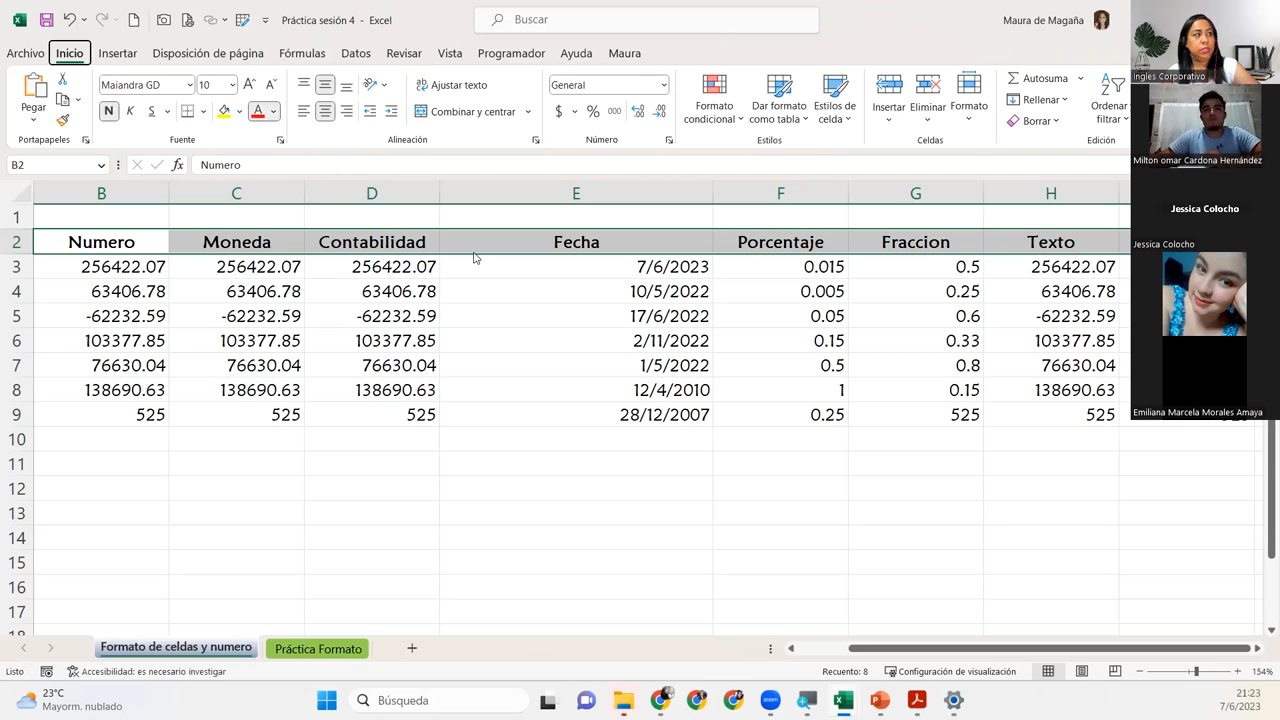 Práctica sesión 4 - Excel
Buscar
Maura de Magaña
Archivo Inicio Insertar Disposición de página Fórmulas Datos Revisar Vista Programador Ayuda Maura
Pegar
Portapapeles
Maiandra GD 10
N K S
Fuente
Ajustar texto
Combinar y centrar
Alineación
General
$ % 000
Número
Formato condicional
Dar formato como tabla
Estilos de celda
Estilos
Insertar Eliminar Formato
Celdas
Autosuma
Rellenar
Borrar
Ordenar filtrar
Edición
B2 fx Numero
B C D E F G H
1
2 Numero Moneda Contabilidad Fecha Porcentaje Fraccion Texto
3 256422.07 256422.07 256422.07 7/6/2023 0.015 0.5 256422.07
4 63406.78 63406.78 63406.78 10/5/2022 0.005 0.25 63406.78
5 -62232.59 -62232.59 -62232.59 17/6/2022 0.05 0.6 -62232.59
6 103377.85 103377.85 103377.85 2/11/2022 0.15 0.33 103377.85
7 76630.04 76630.04 76630.04 1/5/2022 0.5 0.8 76630.04
8 138690.63 138690.63 138690.63 12/4/2010 1 0.15 138690.63
9 525 525 525 28/12/2007 0.25 525 525
10
11
12
13
14
15
16
17
Ingles Corporativo
Milton omar Cardona Hernández
Jessica Colocho
Jessica Colocho
Emiliana Marcela Morales Amaya
Formato de celdas y numero Práctica Formato
Listo Accesibilidad: es necesario investigar Recuento: 8 Configuración de visualización 154%
23°C
Mayorm. nublado
Búsqueda
21:23
7/6/2023